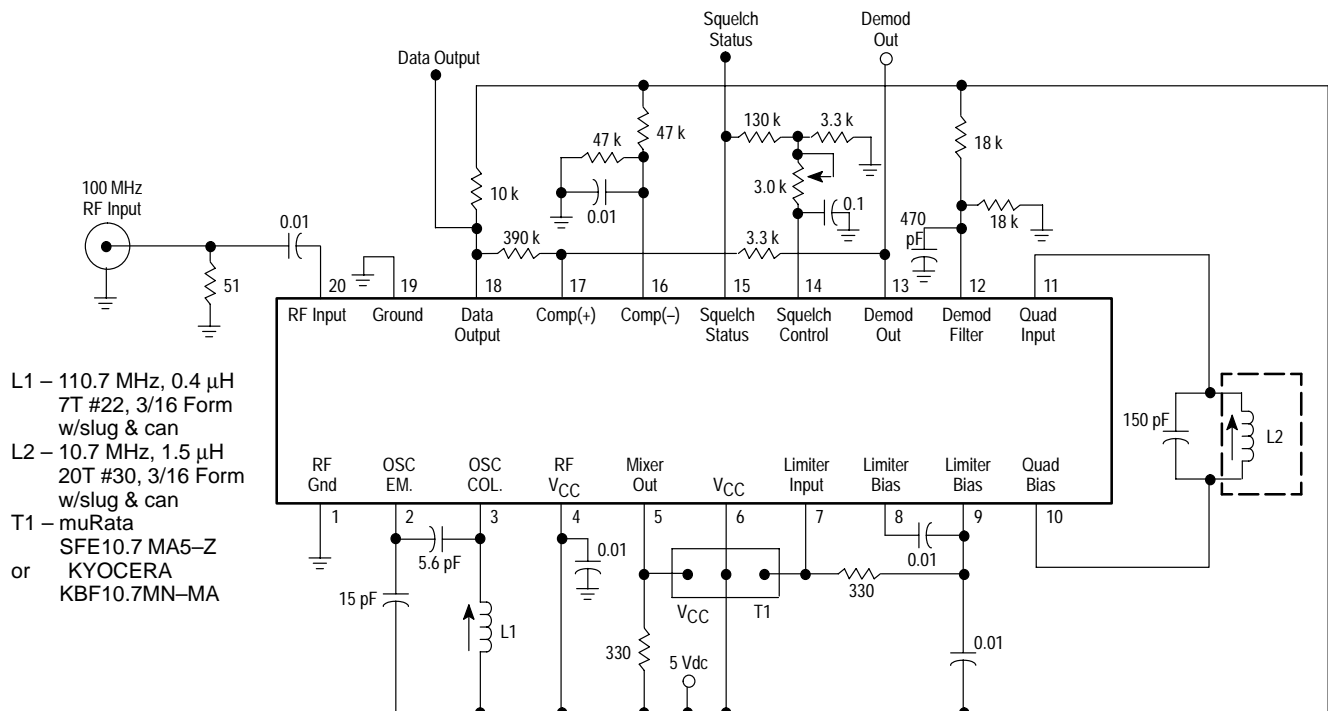 Squelch
Status
Demod
Out
Data Output
130 k
3.3 k
47 k
47 k
18 k
10 k
3.0 k
0.1
0.01
470
pF
18 k
100 MHz
RF Input
0.01
51
390 k
3.3 k
20
19
18
17
16
15
14
13
12
11
RF Input
Ground
Data
Output
Comp(+)
Comp(–)
Squelch
Status
Squelch
Control
Demod
Out
Demod
Filter
Quad
Input
L1 – 110.7 MHz, 0.4 μH
7T #22, 3/16 Form
w/slug & can
L2 – 10.7 MHz, 1.5 μH
20T #30, 3/16 Form
w/slug & can
T1 – muRata
SFE10.7 MA5–Z
or KYOCERA
KBF10.7MN–MA
150 pF
L2
RF
Gnd
OSC
EM.
OSC
COL.
RF
VCC
Mixer
Out
VCC
Limiter
Input
Limiter
Bias
Limiter
Bias
Quad
Bias
1
2
3
4
5
6
7
8
9
10
5.6 pF
0.01
0.01
15 pF
L1
VCC
T1
330
330
5 Vdc
0.01